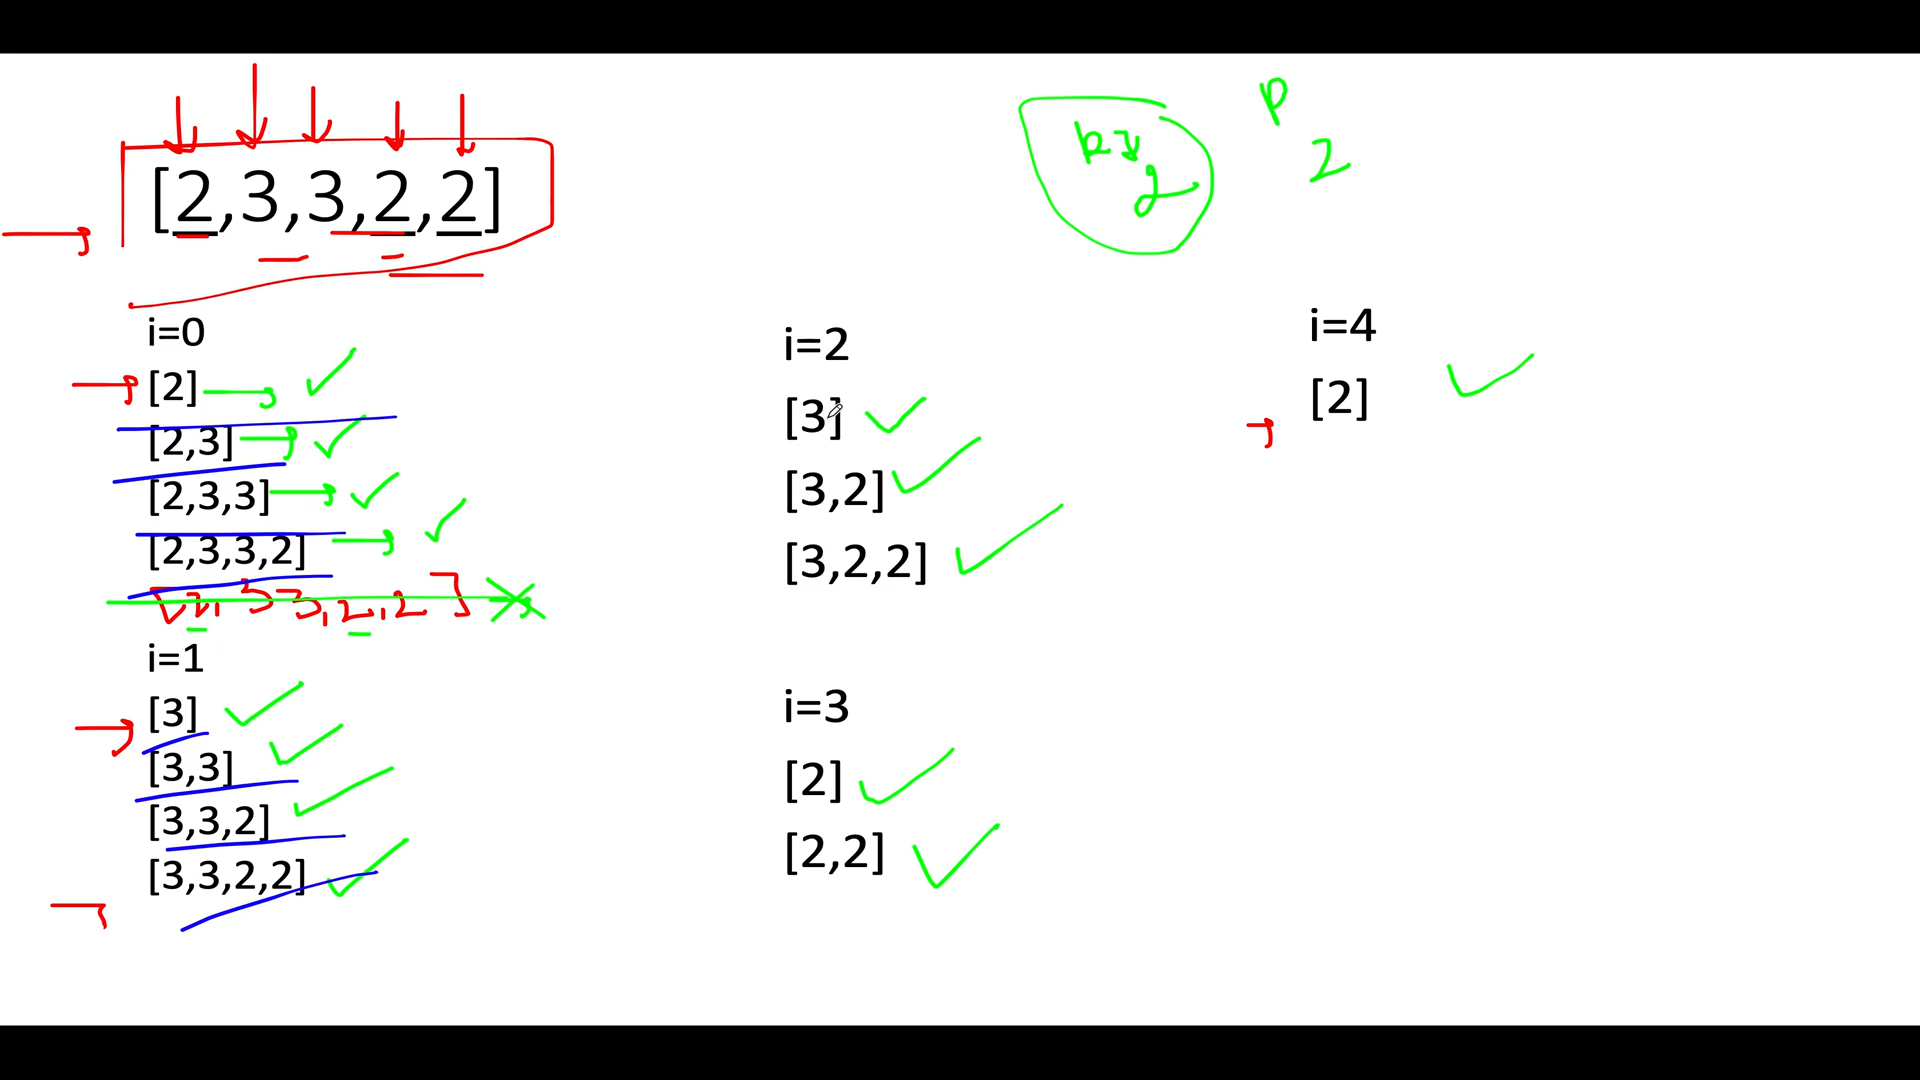 [2,3,3,2,2]
k=2
p
2
i=0
[2]
[2,3]
[2,3,3]
[2,3,3,2]
[2,3,3,2,2]
i=1
[3]
[3,3]
[3,3,2]
[3,3,2,2]
i=2
[3]
[3,2]
[3,2,2]
i=3
[2]
[2,2]
i=4
[2]